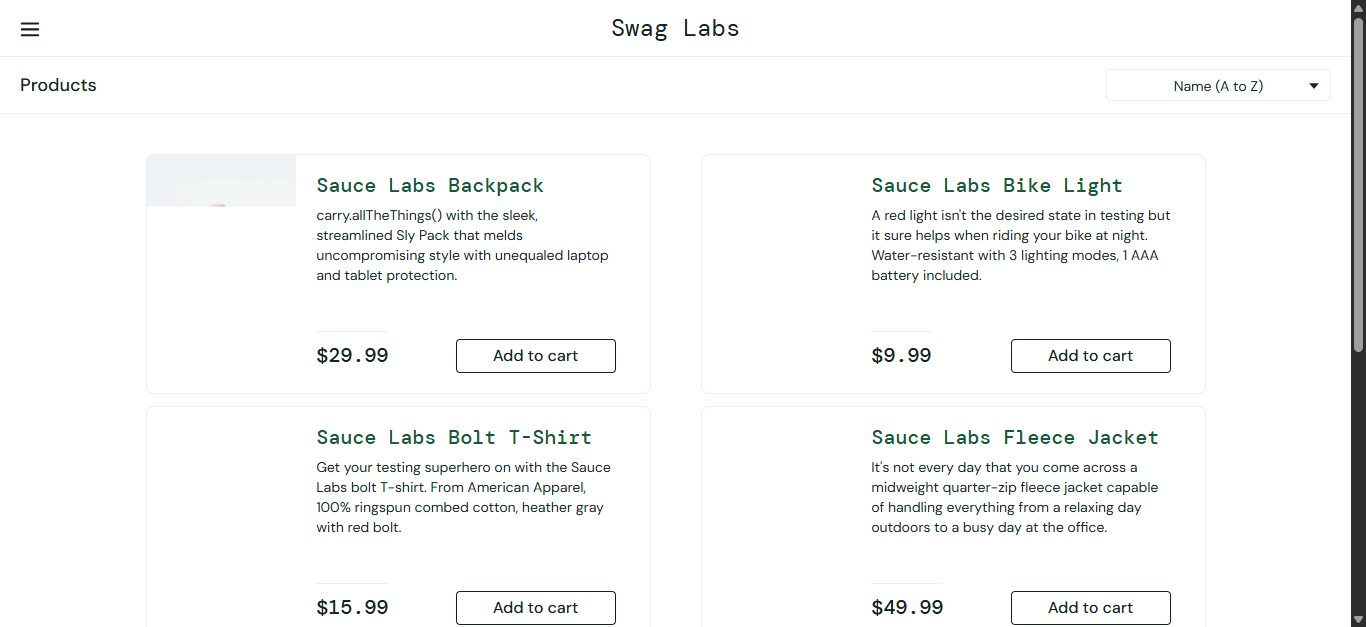 Swag Labs
Products
Name (A to Z)
Sauce Labs Backpack
carry.allTheThings() with the sleek,
streamlined Sly Pack that melds
uncompromising style with unequaled laptop
and tablet protection.
$29.99
Add to cart
Sauce Labs Bike Light
A red light isn't the desired state in testing but
it sure helps when riding your bike at night.
Water-resistant with 3 lighting modes, 1 AAA
battery included.
$9.99
Add to cart
Sauce Labs Bolt T-Shirt
Get your testing superhero on with the Sauce
Labs bolt T-shirt. From American Apparel,
100% ringspun combed cotton, heather gray
with red bolt.
$15.99
Add to cart
Sauce Labs Fleece Jacket
It's not every day that you come across a
midweight quarter-zip fleece jacket capable
of handling everything from a relaxing day
outdoors to a busy day at the office.
$49.99
Add to cart